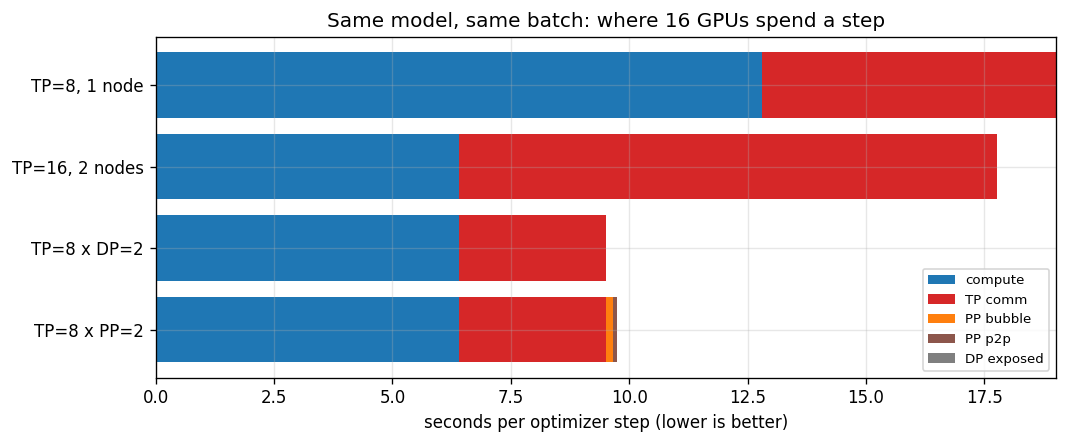 Same model, same batch: where 16 GPUs spend a step
TP=8, 1 node
TP=16, 2 nodes
TP=8 x DP=2
TP=8 x PP=2
compute
TP comm
PP bubble
PP p2p
DP exposed
0.0 2.5 5.0 7.5 10.0 12.5 15.0 17.5
seconds per optimizer step (lower is better)